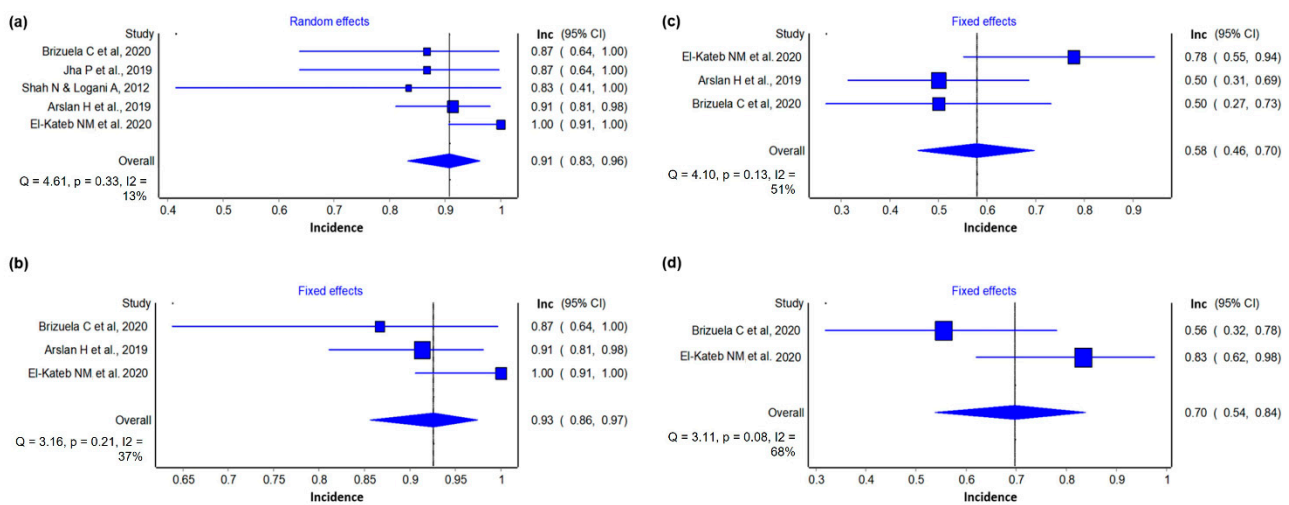 (a)
Random effects
Study
Inc (95% CI)
Brizuela C et al, 2020 0.87 ( 0.64, 1.00)
Jha P et al., 2019 0.87 ( 0.64, 1.00)
Shah N & Logani A, 2012 0.83 ( 0.41, 1.00)
Arslan H et al., 2019 0.91 ( 0.81, 0.98)
El-Kateb NM et al. 2020 1.00 ( 0.91, 1.00)
Overall 0.91 ( 0.83, 0.96)
Q = 4.61, p = 0.33, I2 =
13%
0.4 0.5 0.6 0.7 0.8 0.9 1
Incidence
(b)
Fixed effects
Study
Inc (95% CI)
Brizuela C et al, 2020 0.87 ( 0.64, 1.00)
Arslan H et al., 2019 0.91 ( 0.81, 0.98)
El-Kateb NM et al. 2020 1.00 ( 0.91, 1.00)
Overall 0.93 ( 0.86, 0.97)
Q = 3.16, p = 0.21, I2 =
37%
0.65 0.7 0.75 0.8 0.85 0.9 0.95 1
Incidence
(c)
Fixed effects
Study
Inc (95% CI)
El-Kateb NM et al. 2020 0.78 ( 0.55, 0.94)
Arslan H et al., 2019 0.50 ( 0.31, 0.69)
Brizuela C et al, 2020 0.50 ( 0.27, 0.73)
Overall 0.58 ( 0.46, 0.70)
Q = 4.10, p = 0.13, I2 =
51%
0.3 0.4 0.5 0.6 0.7 0.8 0.9
Incidence
(d)
Fixed effects
Study
Inc (95% CI)
Brizuela C et al, 2020 0.56 ( 0.32, 0.78)
El-Kateb NM et al. 2020 0.83 ( 0.62, 0.98)
Overall 0.70 ( 0.54, 0.84)
Q = 3.11, p = 0.08, I2 =
68%
0.3 0.4 0.5 0.6 0.7 0.8 0.9 1
Incidence